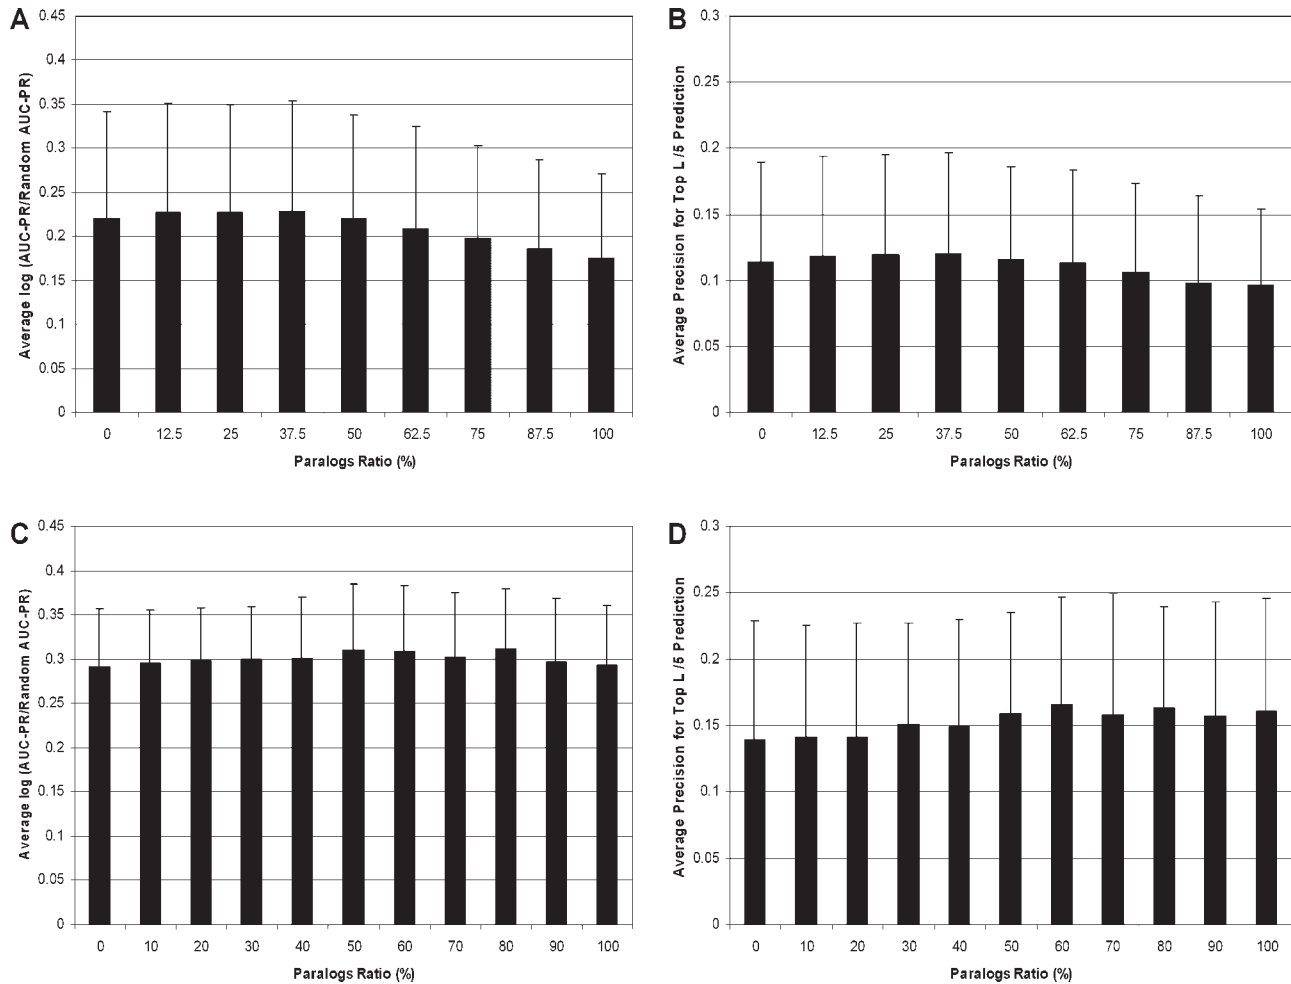 A
0.45
0.4
0.35
0.3
0.25
0.2
0.15
0.1
0.05
0
Average log (AUC-PR/Random AUC-PR)
0 12.5 25 37.5 50 62.5 75 87.5 100
Paralogs Ratio (%)
B
0.3
0.25
0.2
0.15
0.1
0.05
0
Average Precision for Top L /5 Prediction
0 12.5 25 37.5 50 62.5 75 87.5 100
Paralogs Ratio (%)
C
0.45
0.4
0.35
0.3
0.25
0.2
0.15
0.1
0.05
0
Average log (AUC-PR/Random AUC-PR)
0 10 20 30 40 50 60 70 80 90 100
Paralogs Ratio (%)
D
0.3
0.25
0.2
0.15
0.1
0.05
0
Average Precision for Top L /5 Prediction
0 10 20 30 40 50 60 70 80 90 100
Paralogs Ratio (%)